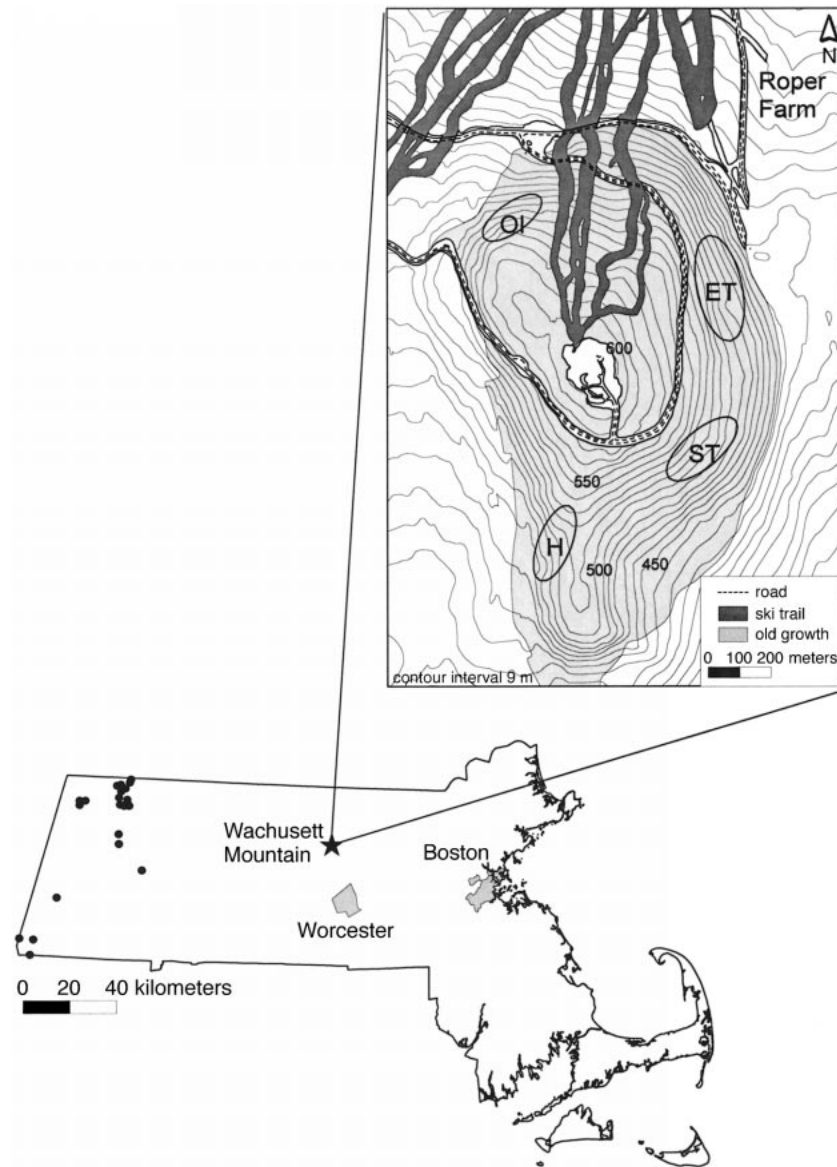 N
Roper
Farm
OI
ET
600
ST
550
H
500
450
road
ski trail
old growth
0 100 200 meters
contour interval 9 m
Wachusett
Mountain
Boston
Worcester
0 20 40 kilometers